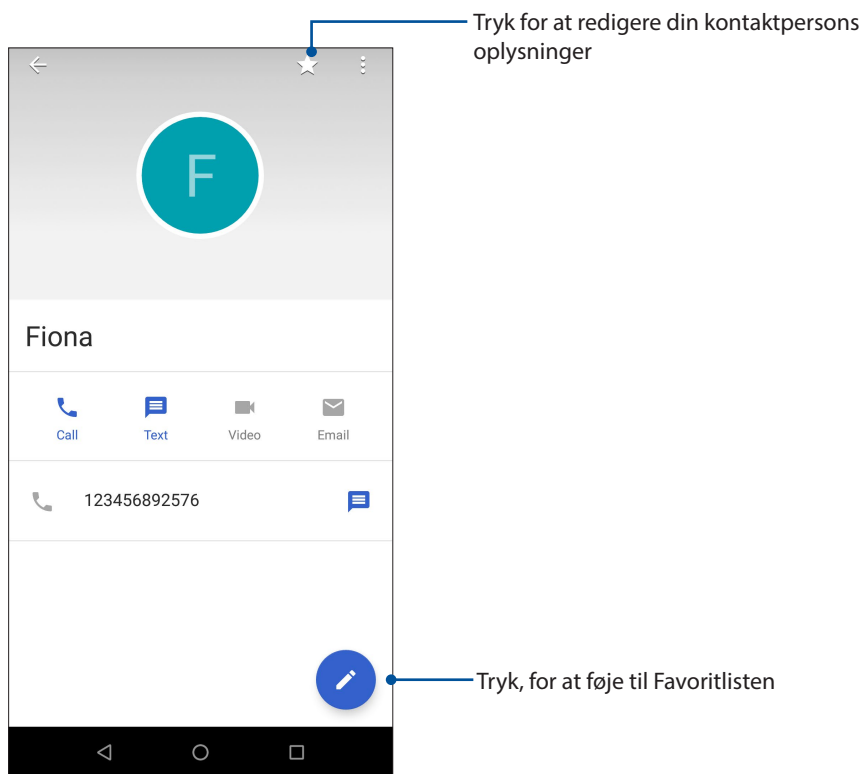 Tryk for at redigere din kontaktpersons
oplysninger
F
Fiona
Call Text Video Email
123456892576
Tryk, for at føje til Favoritlisten